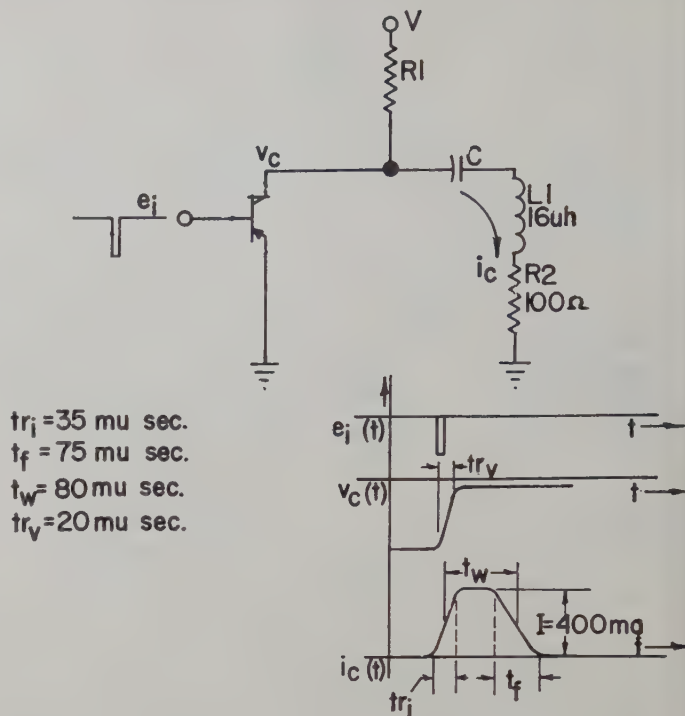 V
R1
v_c
C
e_i
L1
16uh
i_c
R2
100Ω
tr_i=35 mu sec.
t_f=75 mu sec.
t_w=80 mu sec.
tr_v=20 mu sec.
e_i(t)
t
tr_v
v_c(t)
t
t_w
I=400ma
t
i_c(t)
tr_i
t_f